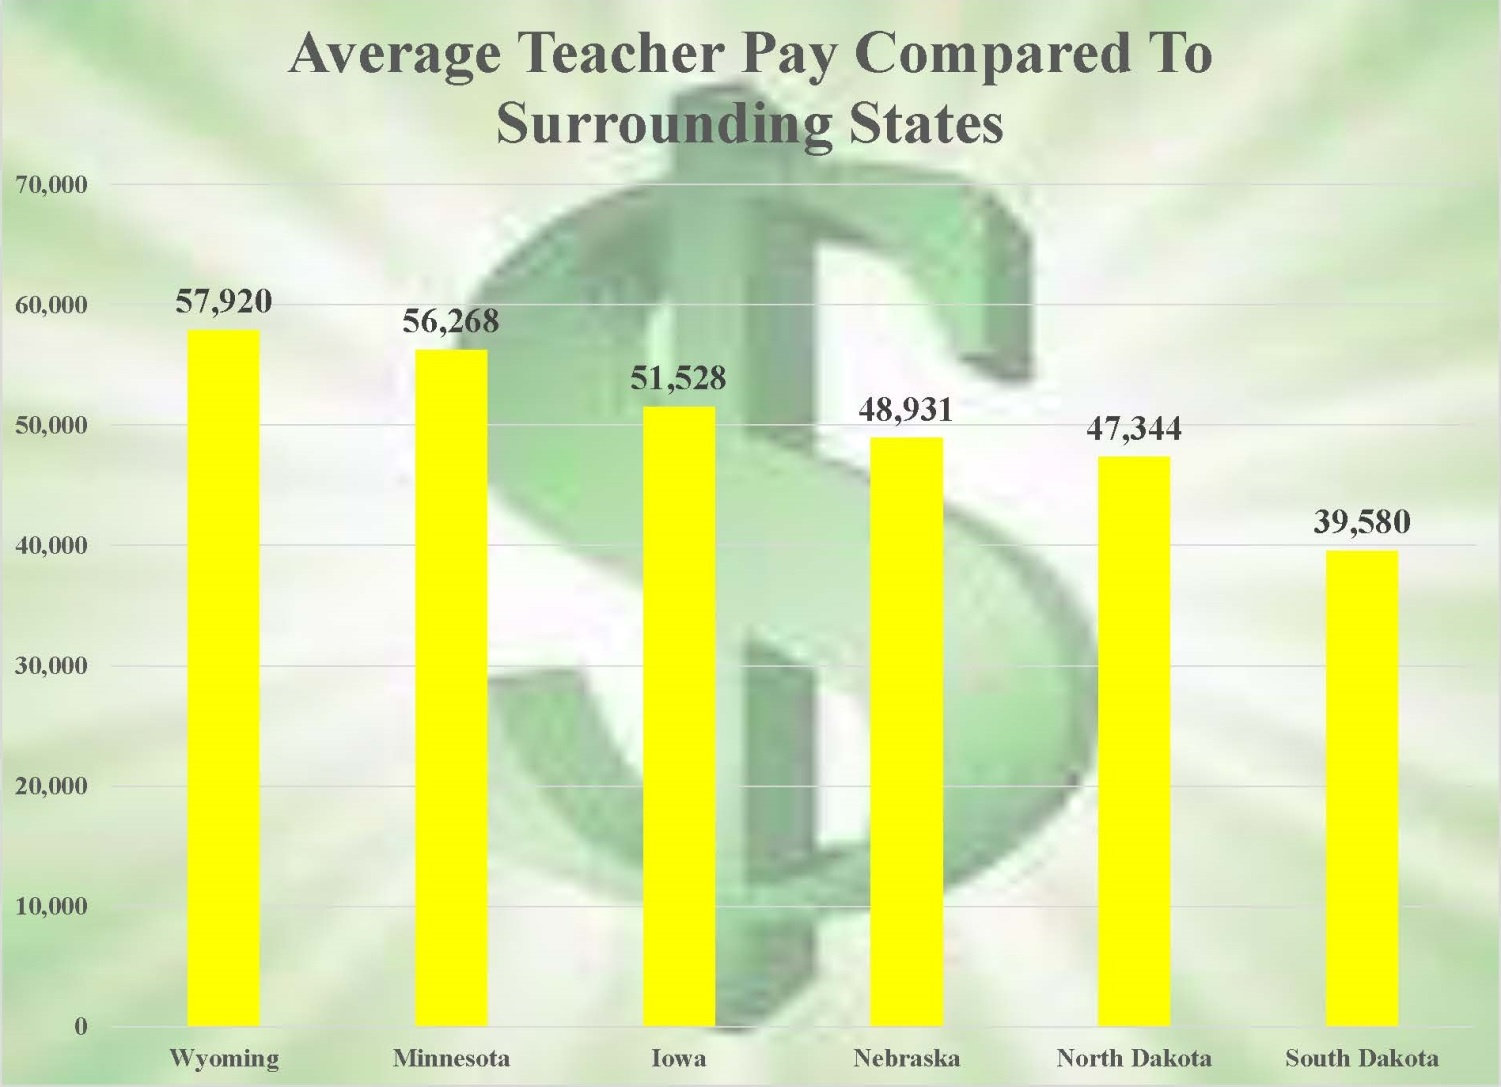 Average Teacher Pay Compared To
Surrounding States
70,000
60,000
50,000
40,000
30,000
20,000
10,000
0
57,920
56,268
51,528
48,931
47,344
39,580
Wyoming
Minnesota
Iowa
Nebraska
North Dakota
South Dakota